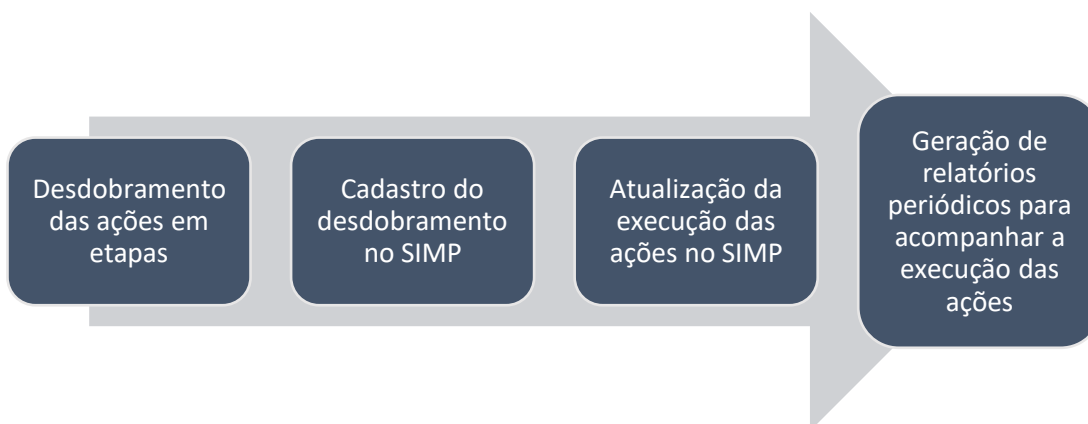 Desdobramento
das ações em
etapas
Cadastro do
desdobramento
no SIMP
Atualização da
execução das
ações no SIMP
Geração de
relatórios
periódicos para
acompanhar a
execução das
ações